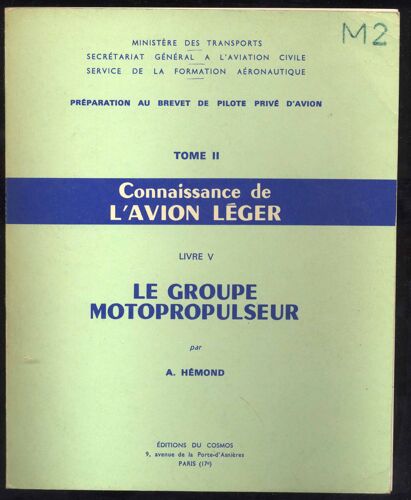 M2
MINISTÈRE DES TRANSPORTS
SECRÉTARIAT GÉNÉRAL A L'AVIATION CIVILE
SERVICE DE LA FORMATION AÉRONAUTIQUE
PRÉPARATION AU BREVET DE PILOTE PRIVÉ D'AVION
TOME II
Connaissance de
L'AVION LÉGER
LIVRE V
LE GROUPE
MOTOPROPULSEUR
par
A. HÉMOND
ÉDITIONS DU COSMOS
9, avenue de la Porte-d'Asnières
PARIS (17e)